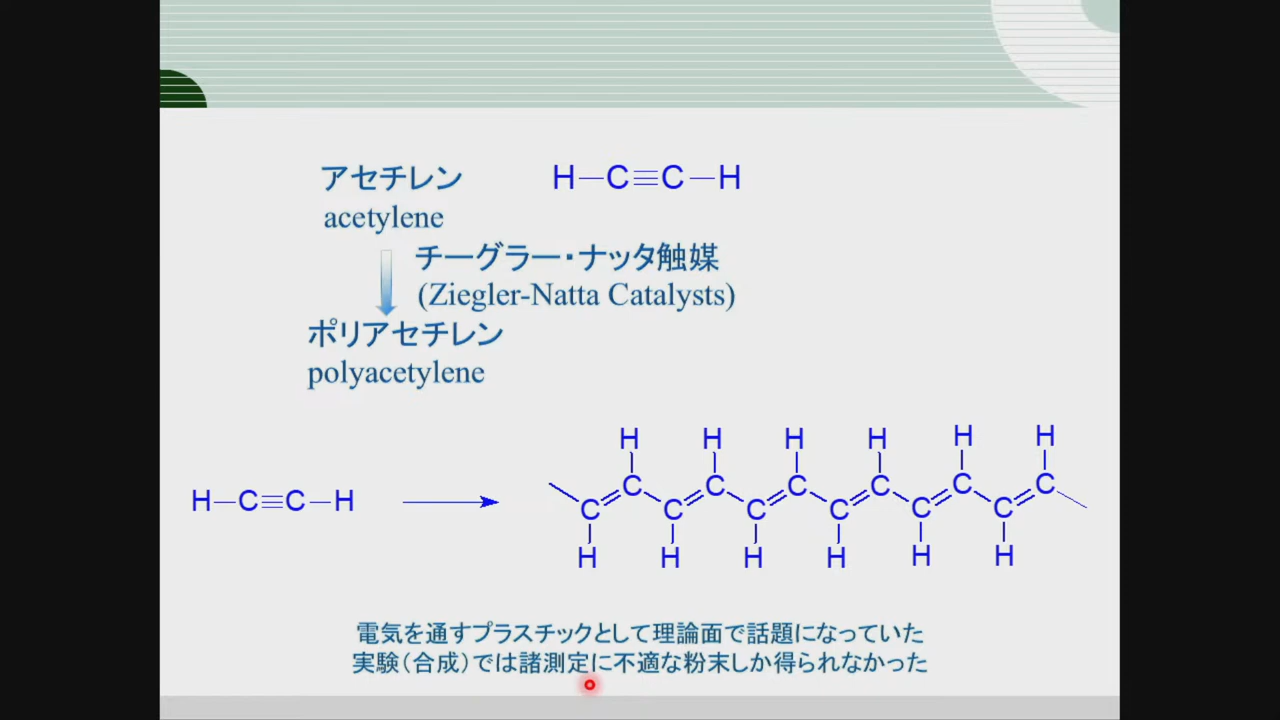 アセチレン
H—C≡C—H
acetylene
チーグラー・ナッタ触媒
(Ziegler-Natta Catalysts)
ポリアセチレン
polyacetylene
H H H H H H
H—C≡C—H
C C C C C C C C C C C C
H H H H H H
電気を通すプラスチックとして理論面で話題になっていた
実験(合成)では諸測定に不適な粉末しか得られなかった